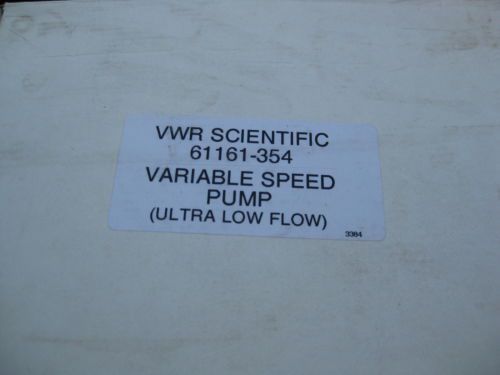 VWR SCIENTIFIC
61161-354
VARIABLE SPEED
PUMP
(ULTRA LOW FLOW)
3384